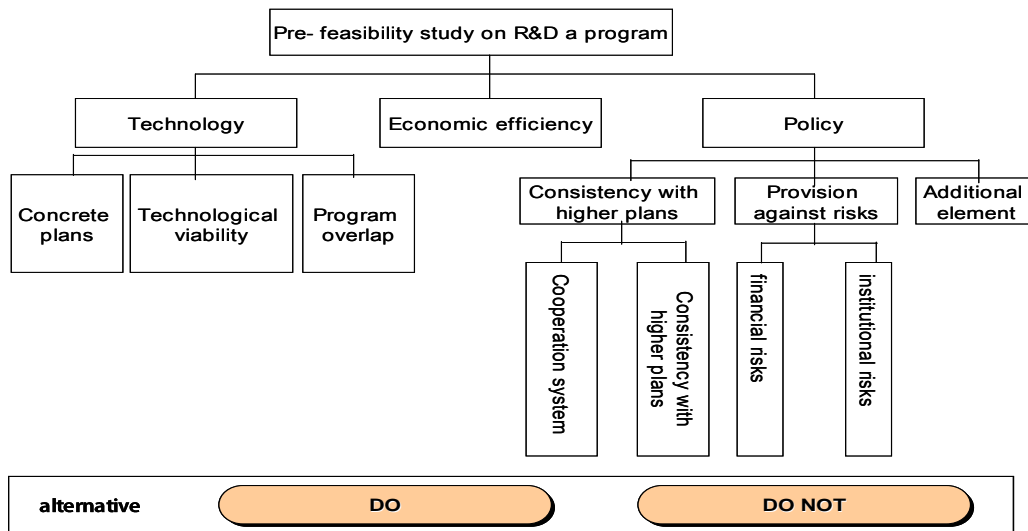 Pre- feasibility study on R&D a program
Technology
Economic efficiency
Policy
Concrete
plans
Technological
viability
Program
overlap
Consistency with
higher plans
Provision
against risks
Additional
element
Cooperation system
Consistency with
higher plans
financial risks
institutional risks
alternative
DO
DO NOT